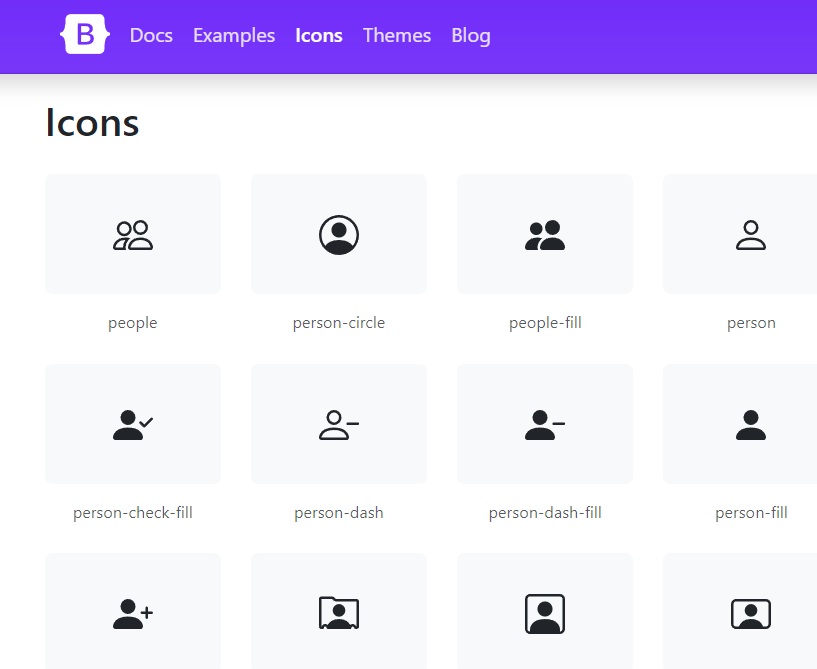 B Docs Examples Icons Themes Blog
Icons
people person-circle people-fill person
person-check-fill person-dash person-dash-fill person-fill